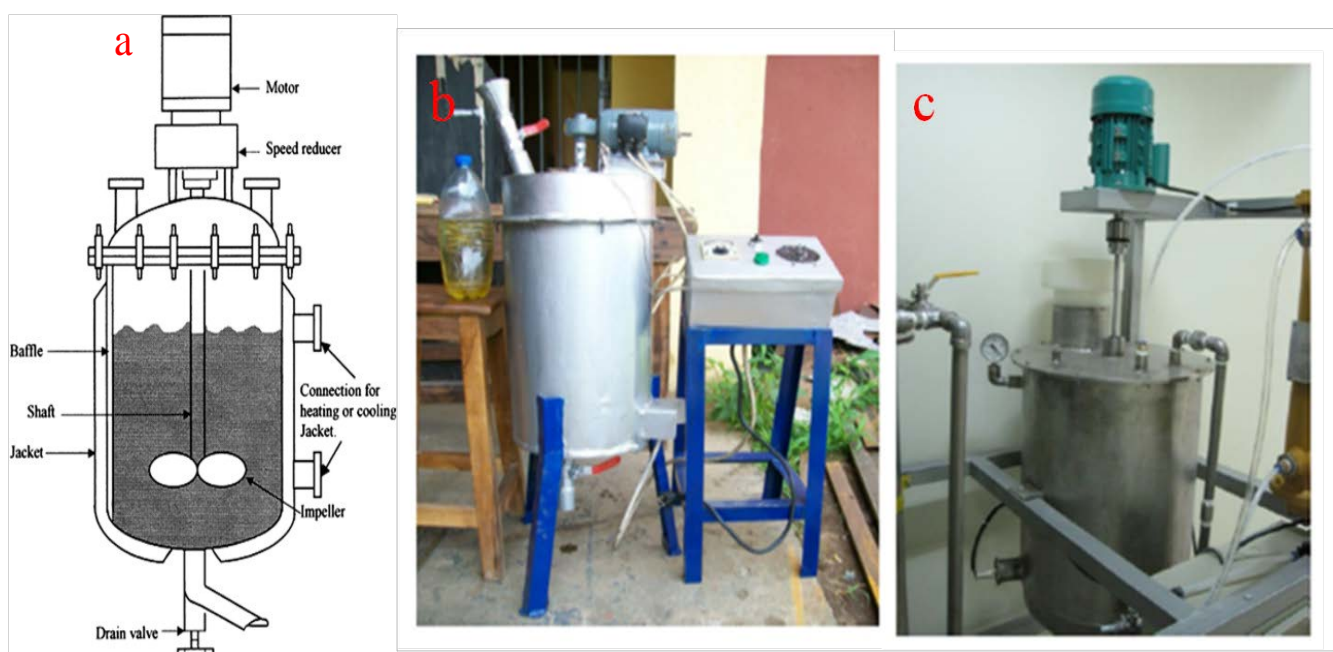 a
Motor
Speed reducer
Baffle
Shaft
Jacket
Connection for
heating or cooling
Jacket.
Impeller
Drain valve
b
c